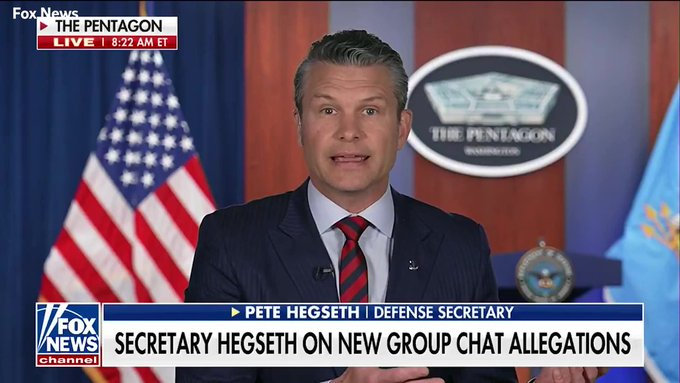 Fox News
THE PENTAGON
LIVE 8:22 AM ET
THE PENTAGON
WASHINGTON
PETE HEGSETH | DEFENSE SECRETARY
FOX
NEWS
channel
SECRETARY HEGSETH ON NEW GROUP CHAT ALLEGATIONS